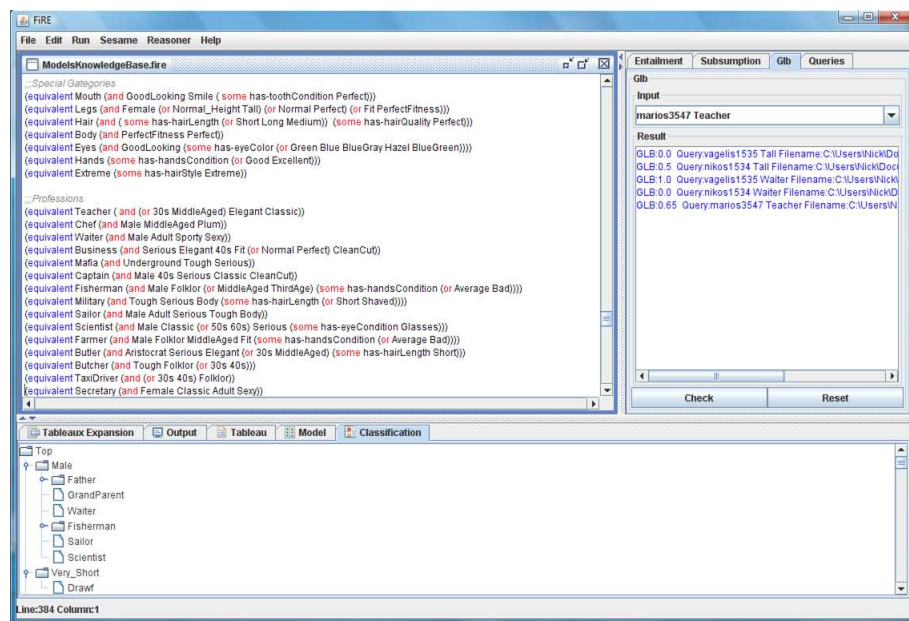 FiRE
File Edit Run Sesame Reasoner Help
ModelsKnowledgeBase.fire
;;;Special Gategories
(equivalent Mouth (and GoodLooking Smile ( some has-toothCondition Perfect)))
(equivalent Legs (and Female (or Normal_Height Tall) (or Normal Perfect) (or Fit PerfectFitness)))
(equivalent Hair (and ( some has-hairLength (or Short Long Medium)) (some has-hairQuality Perfect)))
(equivalent Body (and PerfectFitness Perfect))
(equivalent Eyes (and GoodLooking (some has-eyeColor (or Green Blue BlueGray Hazel BlueGreen))))
(equivalent Hands (some has-handsCondition (or Good Excellent)))
(equivalent Extreme (some has-hairStyle Extreme))
;;;Professions
(equivalent Teacher ( and (or 30s MiddleAged) Elegant Classic))
(equivalent Chef (and Male MiddleAged Plum))
(equivalent Waiter (and Male Adult Sporty Sexy))
(equivalent Business (and Serious Elegant 40s Fit (or Normal Perfect) CleanCut))
(equivalent Mafia (and Underground Tough Serious))
(equivalent Captain (and Male 40s Serious Classic CleanCut))
(equivalent Fisherman (and Male Folklor (or MiddleAged ThirdAge) (some has-handsCondition (or Average Bad))))
(equivalent Military (and Tough Serious Body (some has-hairLength (or Short Shaved))))
(equivalent Sailor (and Male Adult Serious Tough Body))
(equivalent Scientist (and Male Classic (or 50s 60s) Serious (some has-eyeCondition Glasses)))
(equivalent Farmer (and Male Folklor MiddleAged Fit (some has-handsCondition (or Average Bad))))
(equivalent Butler (and Aristocrat Serious Elegant (or 30s MiddleAged) (some has-hairLength Short)))
(equivalent Butcher (and Tough Folklor (or 30s 40s)))
(equivalent TaxiDriver (and (or 30s 40s) Folklor))
(equivalent Secretary (and Female Classic Adult Sexy))
Entailment Subsumption Glb Queries
Glb
Input
marios3547 Teacher
Result
GLB:0.0 Query:vagelis1535 Tall Filename:C:\Users\Nick\Do
GLB:0.5 Query:nikos1534 Tall Filename:C:\Users\Nick\Doc
GLB:1.0 Query:vagelis1535 Waiter Filename:C:\Users\Nick\
GLB:0.0 Query:nikos1534 Waiter Filename:C:\Users\Nick\D
GLB:0.65 Query:marios3547 Teacher Filename:C:\Users\N
Check Reset
Tableaux Expansion Output Tableau Model Classification
Top
Male
Father
GrandParent
Waiter
Fisherman
Sailor
Scientist
Very_Short
Drawf
Line:384 Column:1